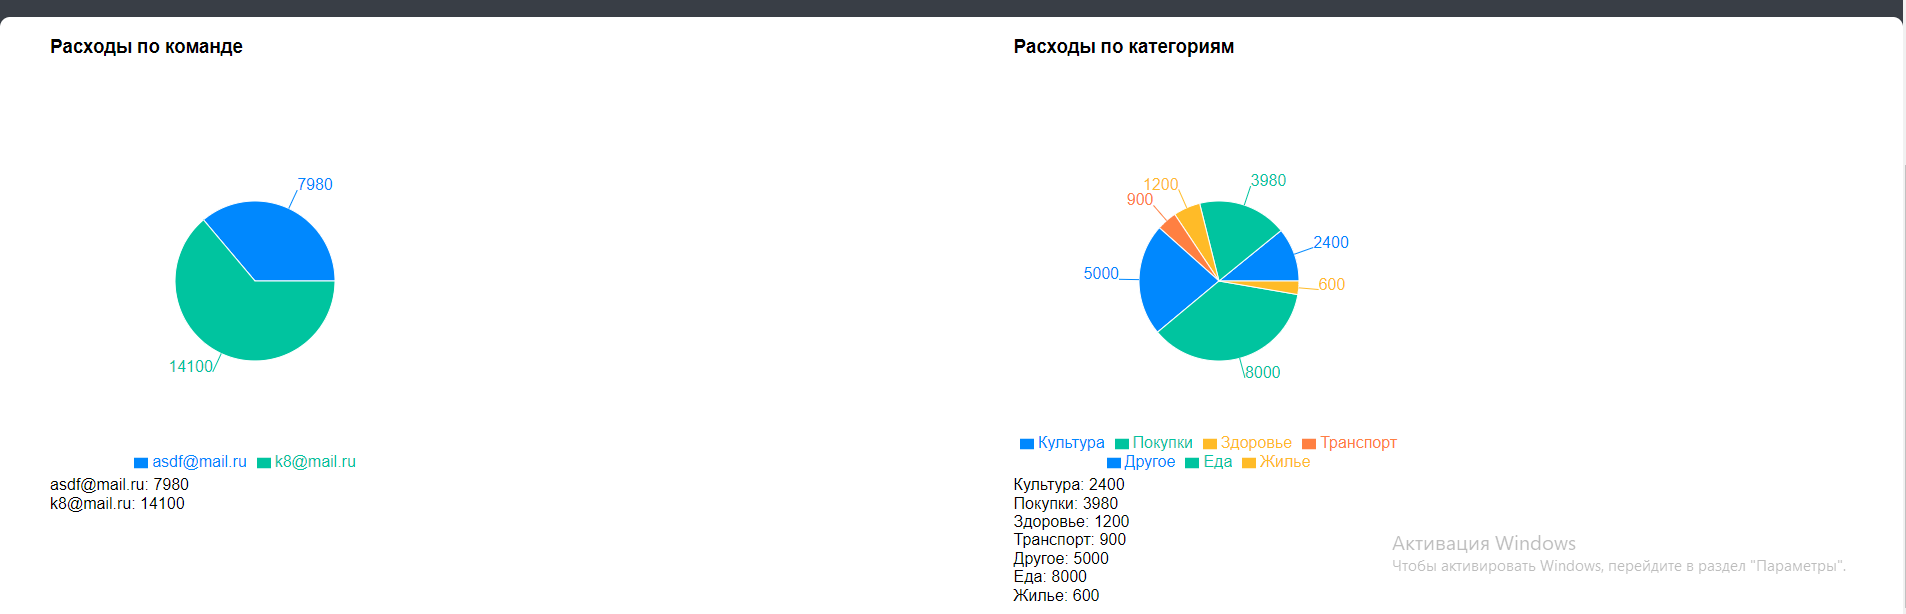 Расходы по команде
7980
14100
asdf@mail.ru k8@mail.ru
asdf@mail.ru: 7980
k8@mail.ru: 14100
Расходы по категориям
3980
1200
900
2400
5000
600
8000
Культура Покупки Здоровье Транспорт
Другое Еда Жилье
Культура: 2400
Покупки: 3980
Здоровье: 1200
Транспорт: 900
Другое: 5000
Еда: 8000
Жилье: 600
Активация Windows
Чтобы активировать Windows, перейдите в раздел "Параметры".